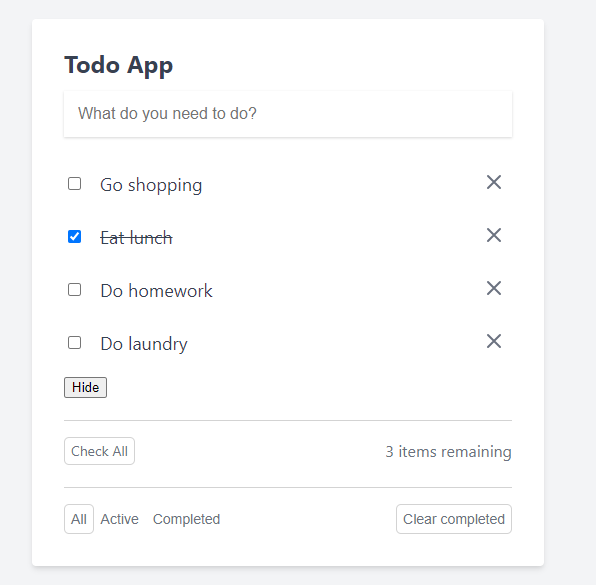 Todo App
What do you need to do?
Go shopping
Eat lunch
Do homework
Do laundry
Hide
Check All 3 items remaining
All Active Completed Clear completed